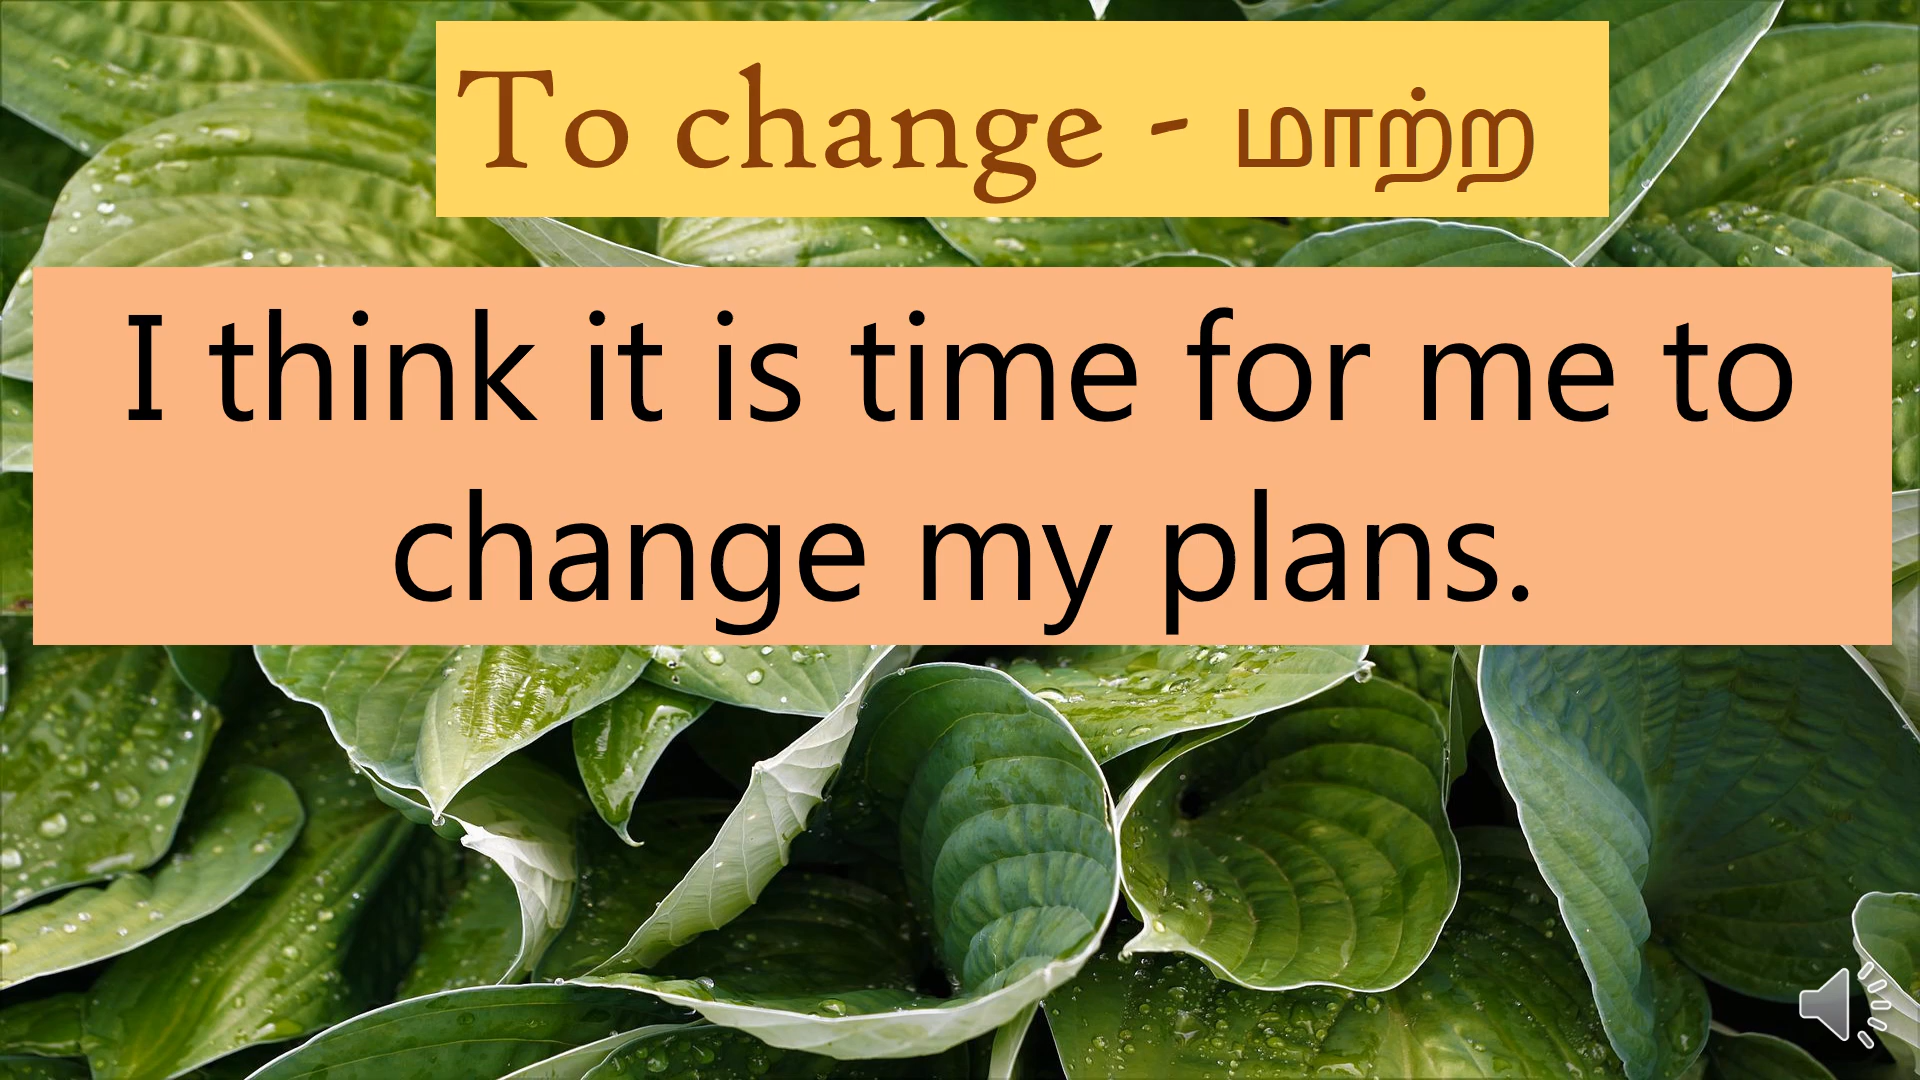 To change - மாற்ற
I think it is time for me to
change my plans.